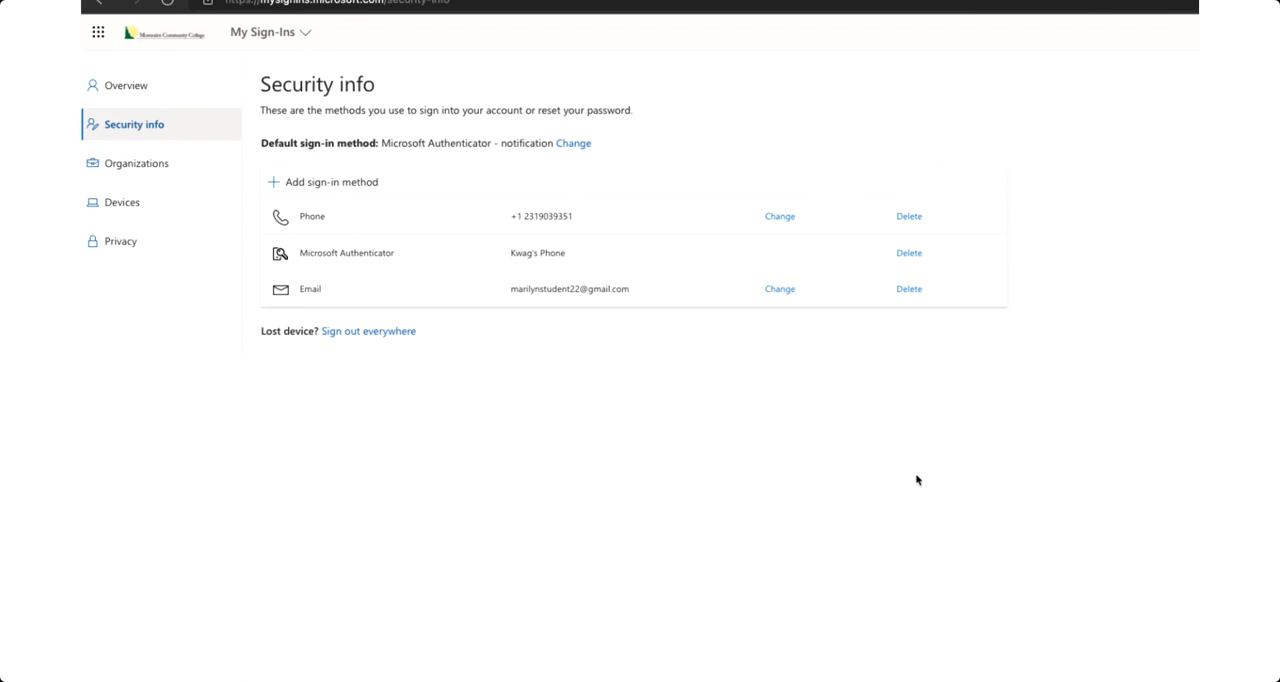 https://mysignins.microsoft.com/security-info
Montcalm Community College
My Sign-Ins
Overview
Security info
Organizations
Devices
Privacy
Security info
These are the methods you use to sign into your account or reset your password.
Default sign-in method: Microsoft Authenticator - notification Change
Add sign-in method
Phone +1 2319039351 Change Delete
Microsoft Authenticator Kwag's Phone Delete
Email marilynstudent22@gmail.com Change Delete
Lost device? Sign out everywhere